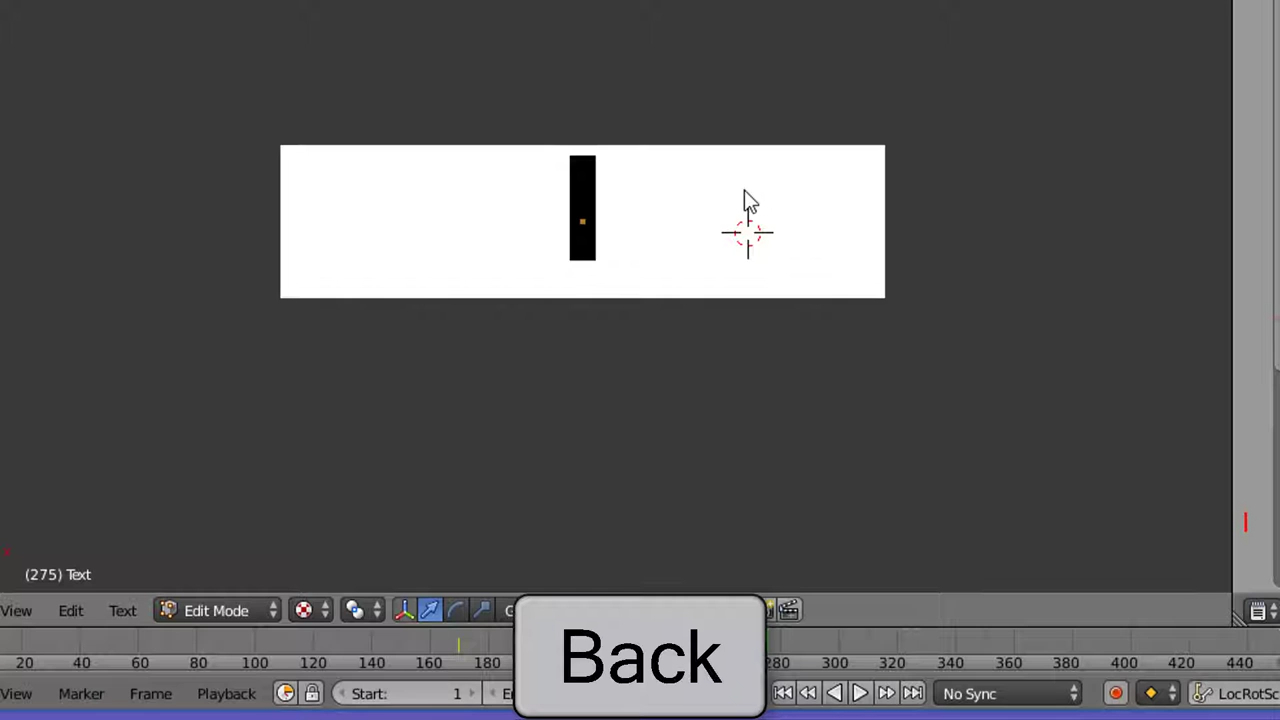 (275) Text
View Edit Text Edit Mode
Back
20 40 60 80 100 120 140 160 180 280 300 320 340 360 380 400 420 440
View Marker Frame Playback Start: 1 No Sync LocRotSc